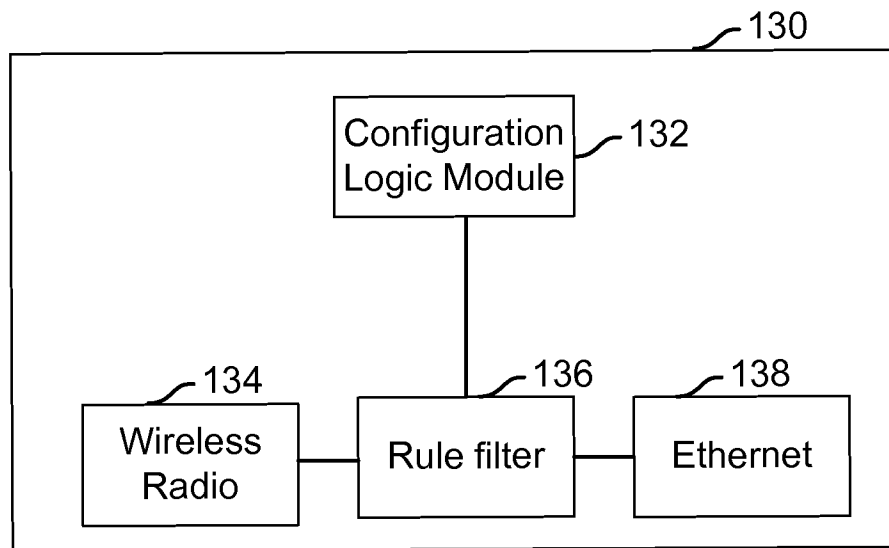 130
Configuration
Logic Module
132
134
136
138
Wireless
Radio
Rule filter
Ethernet